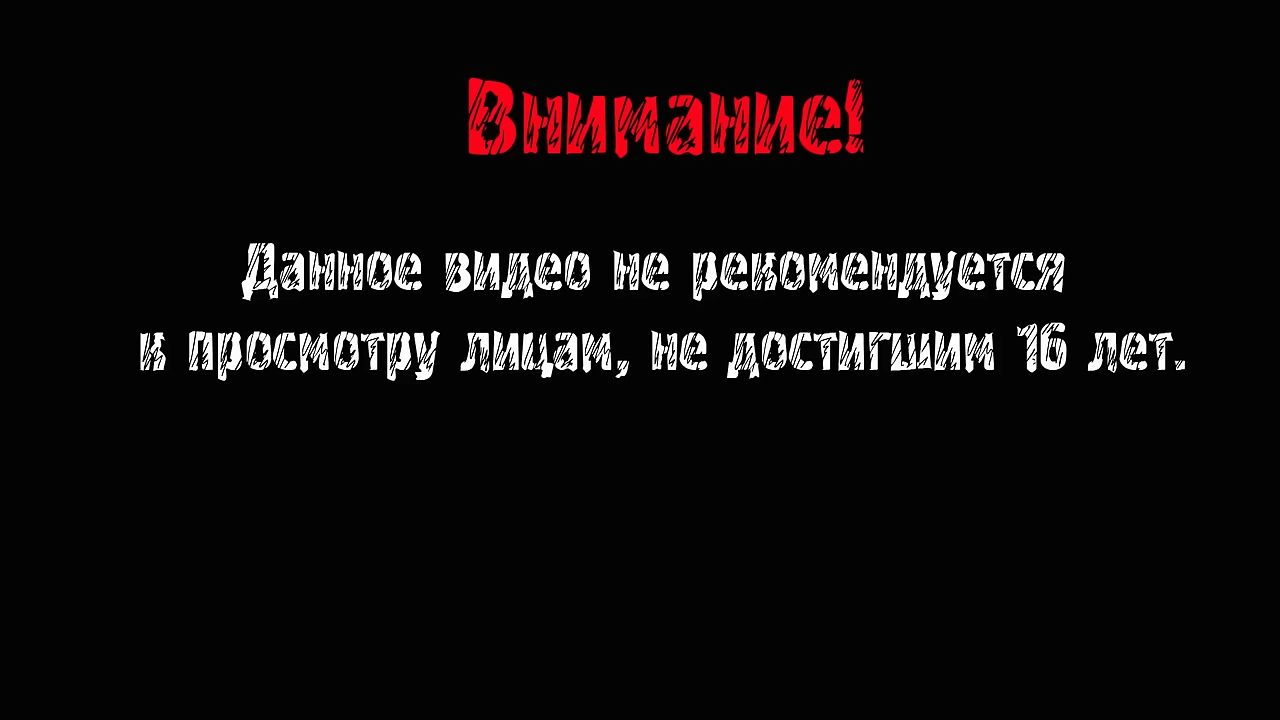 Внимание!
Данное видео не рекомендуется
к просмотру лицам, не достигшим 16 лет.